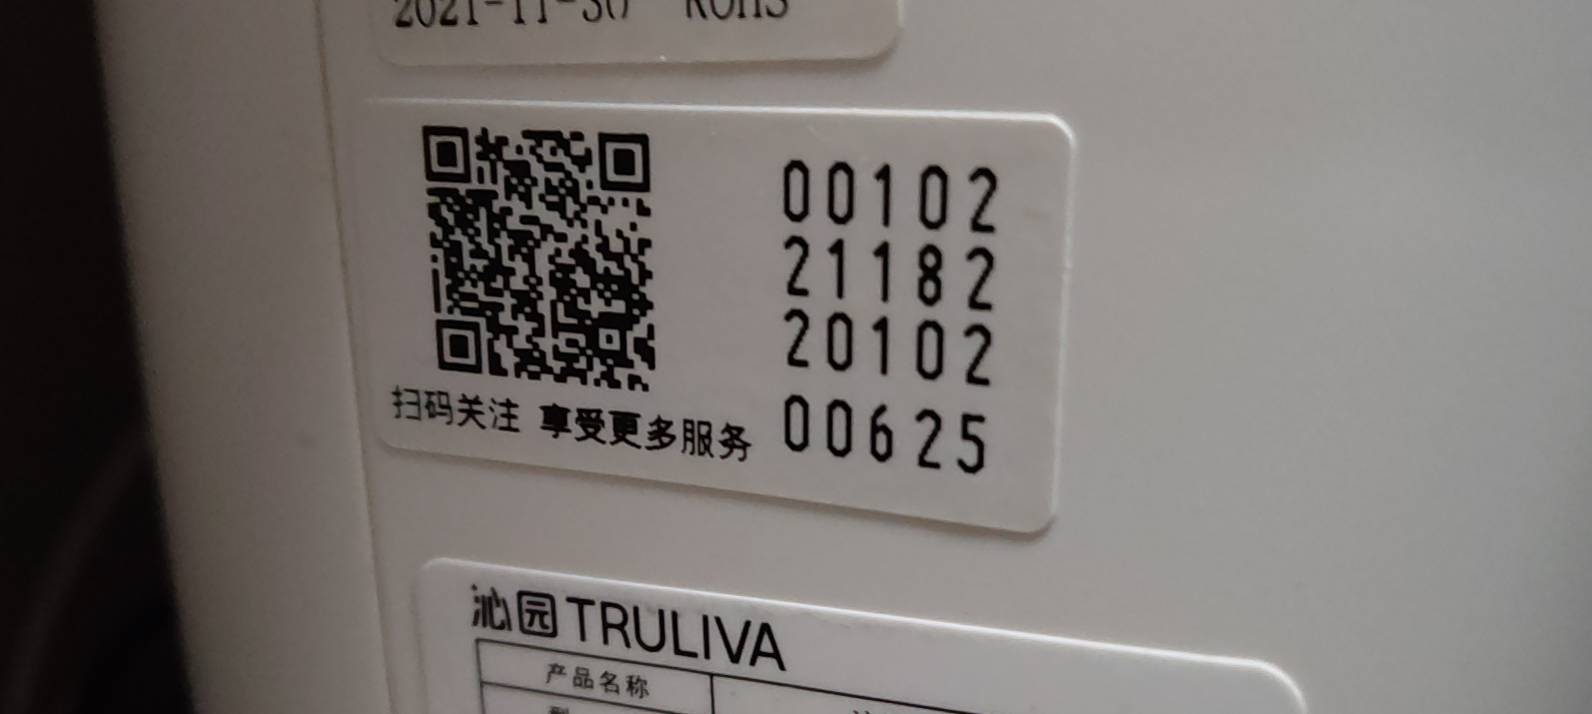 2021-11-30 ROHS
00102
21182
20102
00625
扫码关注 享受更多服务
沁园 TRULIVA
产品名称
型